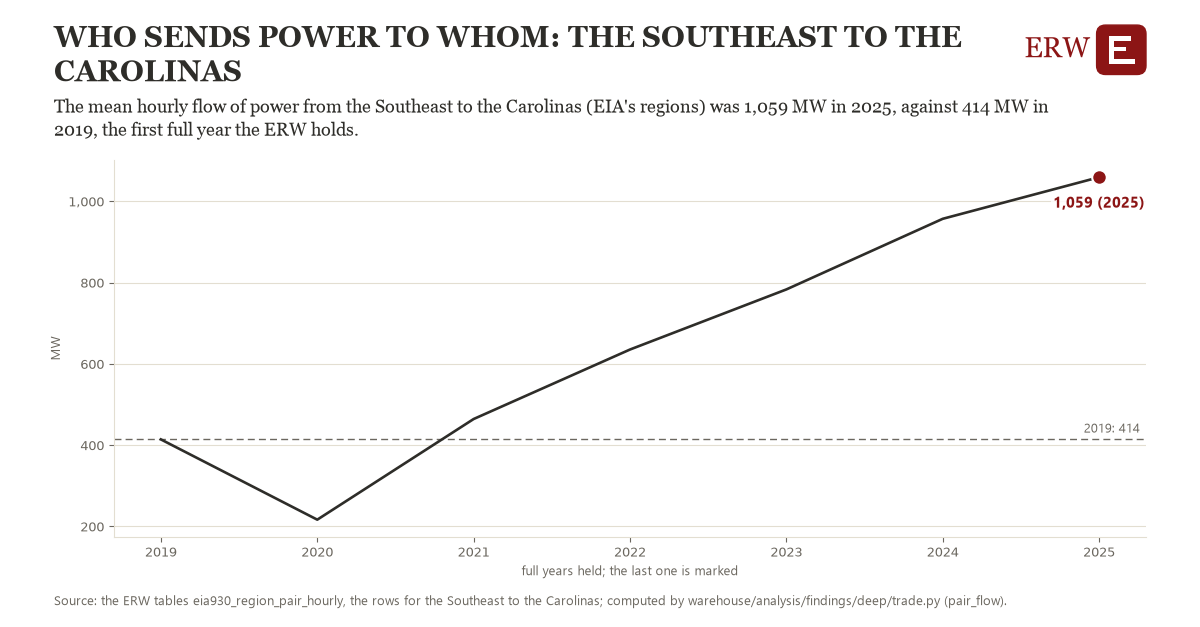 WHO SENDS POWER TO WHOM: THE SOUTHEAST TO THE
CAROLINAS
ERW E
The mean hourly flow of power from the Southeast to the Carolinas (EIA's regions) was 1,059 MW in 2025, against 414 MW in
2019, the first full year the ERW holds.
1,000
800
600
400
200
MW
1,059 (2025)
2019: 414
2019 2020 2021 2022 2023 2024 2025
full years held; the last one is marked
Source: the ERW tables eia930_region_pair_hourly, the rows for the Southeast to the Carolinas; computed by warehouse/analysis/findings/deep/trade.py (pair_flow).